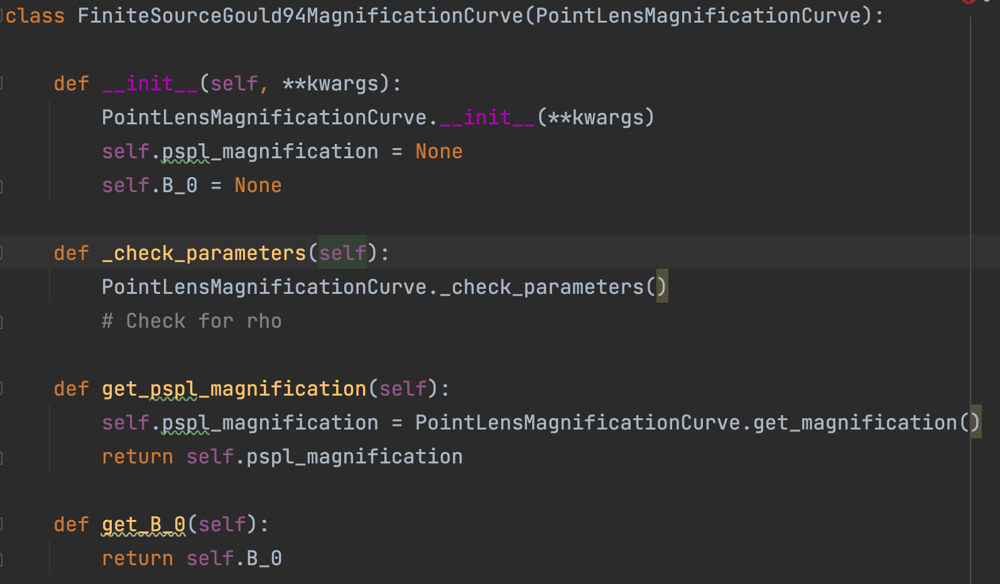 class FiniteSourceGould94MagnificationCurve(PointLensMagnificationCurve):
def __init__(self, **kwargs):
PointLensMagnificationCurve.__init__(**kwargs)
self.pspl_magnification = None
self.B_0 = None
def _check_parameters(self):
PointLensMagnificationCurve._check_parameters()
# Check for rho
def get_pspl_magnification(self):
self.pspl_magnification = PointLensMagnificationCurve.get_magnification()
return self.pspl_magnification
def get_B_0(self):
return self.B_0